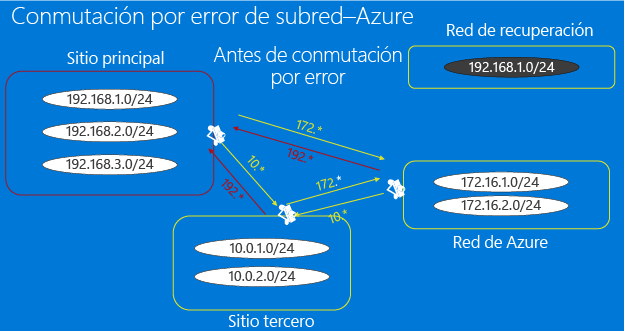 Conmutación por error de subred–Azure
Red de recuperación
192.168.1.0/24
Antes de conmutación
por error
Sitio principal
192.168.1.0/24
192.168.2.0/24
192.168.3.0/24
172.*
192.*
10.*
192.*
172.*
10.*
172.16.1.0/24
172.16.2.0/24
Red de Azure
10.0.1.0/24
10.0.2.0/24
Sitio tercero